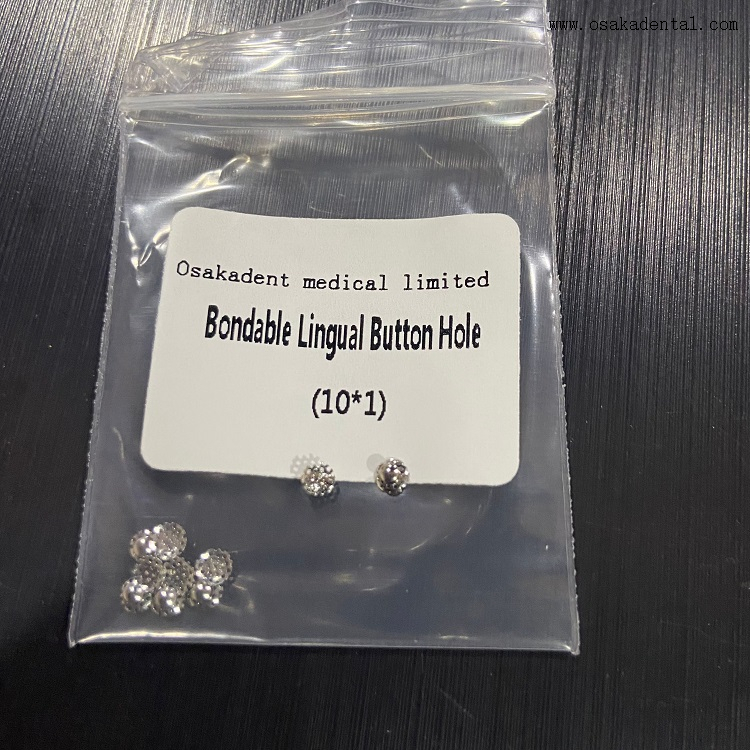 www.osakadental.com
Osakadent medical limited
Bondable Lingual Button Hole
(10*1)